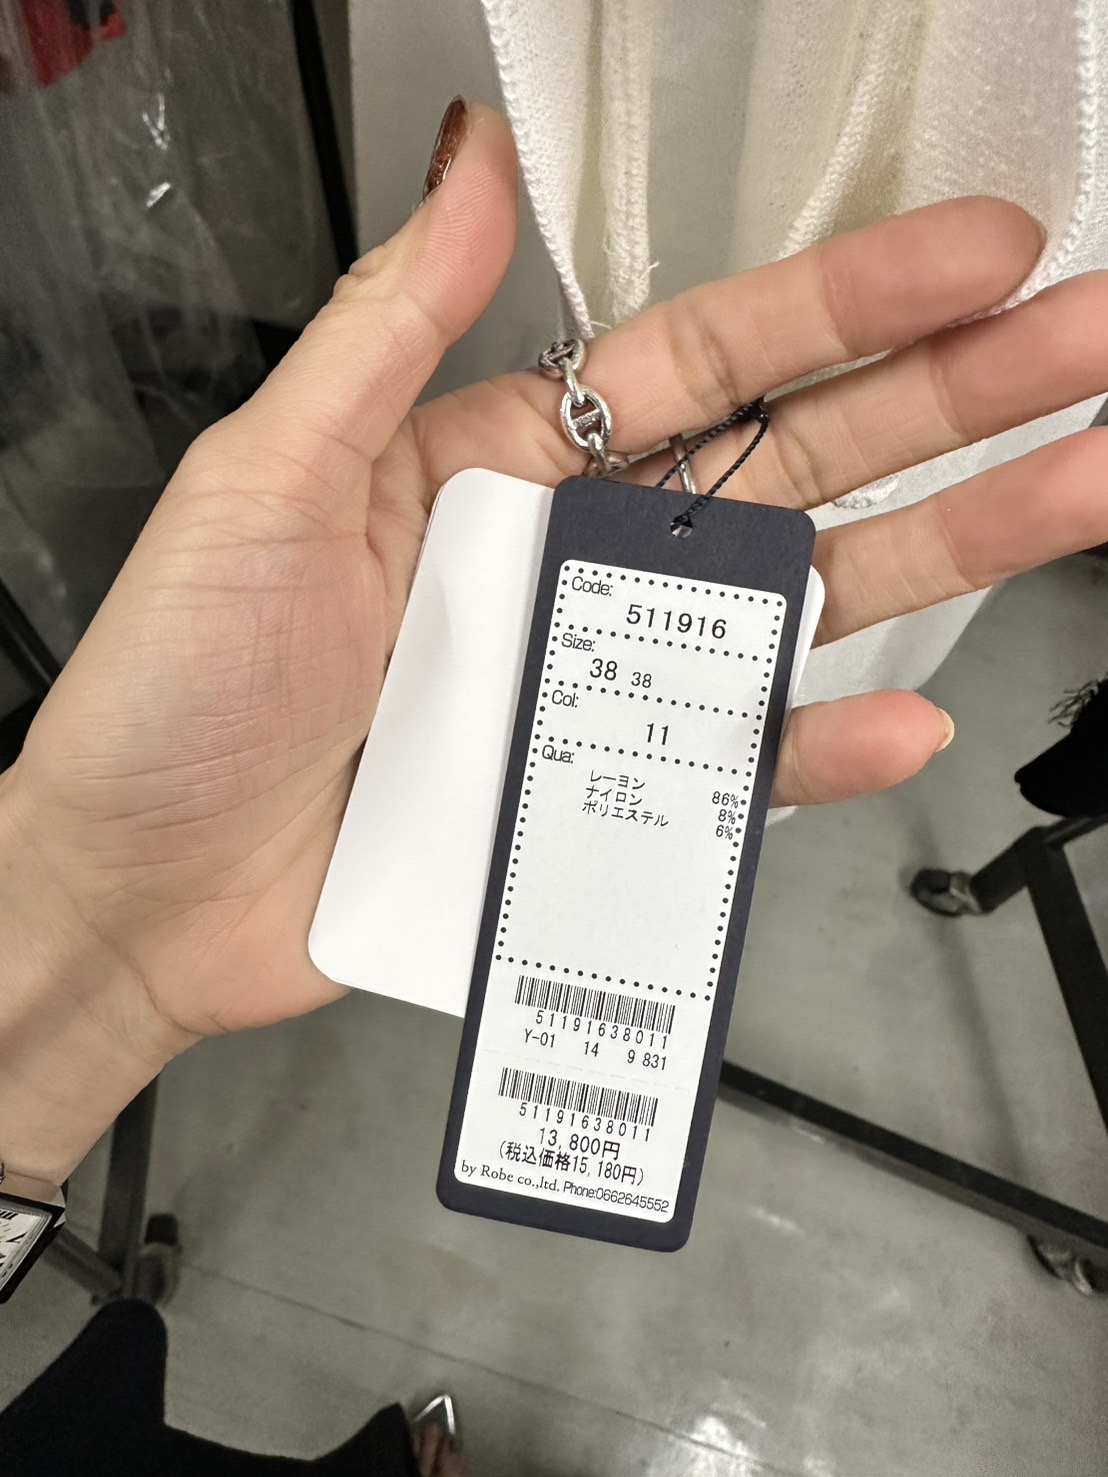 Code:
511916
Size:
38 38
Col:
11
Qua:
レーヨン 86%
ナイロン 8%
ポリエステル 6%
51191638011
Y-01 14 9 831
51191638011
13,800円
(税込価格15,180円)
by Robe co.,ltd. Phone:0662645552